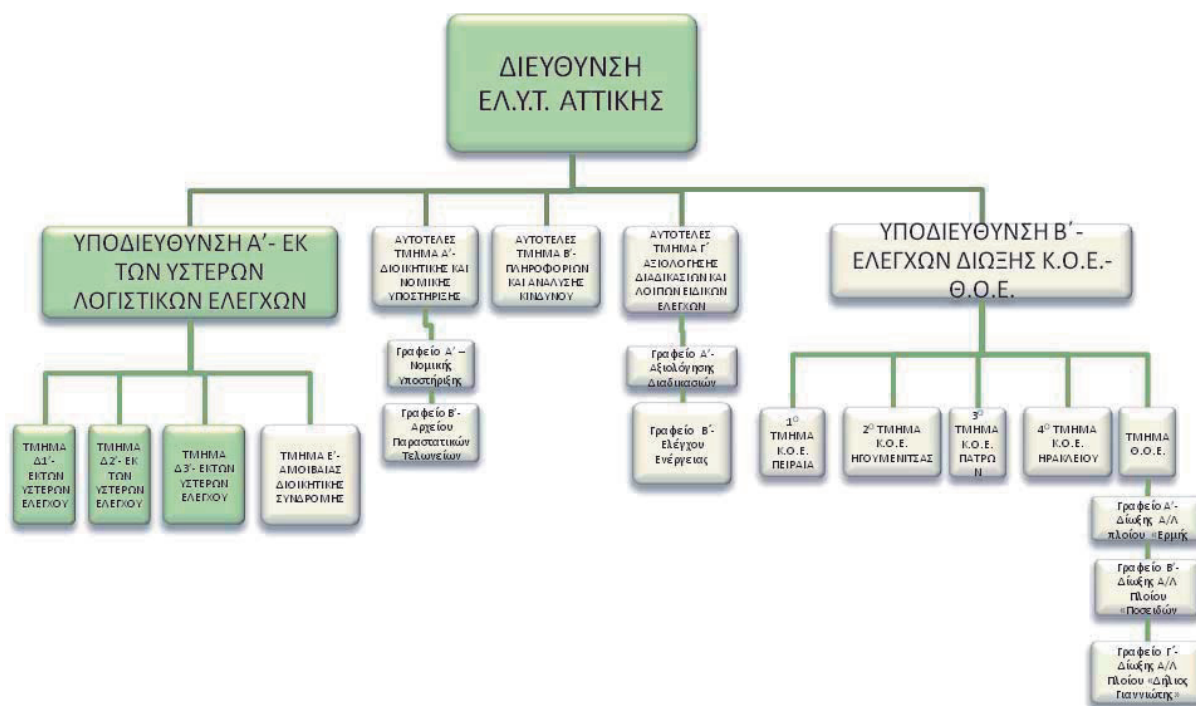 ΔΙΕΥΘΥΝΣΗ
ΕΛ.Υ.Τ. ΑΤΤΙΚΗΣ
ΥΠΟΔΙΕΥΘΥΝΣΗ Α’- ΕΚ
ΤΩΝ ΥΣΤΕΡΩΝ
ΛΟΓΙΣΤΙΚΩΝ ΕΛΕΓΧΩΝ
ΑΥΤΟΤΕΛΕΣ
ΤΜΗΜΑ Α’-
ΔΙΟΙΚΗΤΙΚΗΣ ΚΑΙ
ΝΟΜΙΚΗΣ
ΥΠΟΣΤΗΡΙΞΗΣ
ΑΥΤΟΤΕΛΕΣ
ΤΜΗΜΑ Β’-
ΠΛΗΡΟΦΟΡΙΩΝ
ΚΑΙ ΑΝΑΛΥΣΗΣ
ΚΙΝΔΥΝΟΥ
ΑΥΤΟΤΕΛΕΣ
ΤΜΗΜΑ Γ΄
ΑΞΙΟΛΟΓΗΣΗΣ
ΔΙΑΔΙΚΑΣΙΩΝ ΚΑΙ
ΛΟΙΠΩΝ ΕΙΔΙΚΩΝ
ΕΛΕΓΧΩΝ
ΥΠΟΔΙΕΥΘΥΝΣΗ Β΄-
ΕΛΕΓΧΩΝ ΔΙΩΞΗΣ Κ.Ο.Ε.-
Θ.Ο.Ε.
Γραφείο Α’ –
Νομικής
Υποστήριξης
Γραφείο Β’-
Αρχείου
Παραστατικών
Τελωνείων
Γραφείο Α’-
Αξιολόγησης
Διαδικασιών
Γραφείο Β΄-
Ελέγχου
Ενέργειας
ΤΜΗΜΑ
Δ1’-
ΕΚΤΩΝ
ΥΣΤΕΡΩΝ
ΕΛΕΓΧΟΥ
ΤΜΗΜΑ
Δ2’- ΕΚ
ΤΩΝ
ΥΣΤΕΡΩΝ
ΕΛΕΓΧΟΥ
ΤΜΗΜΑ
Δ3’- ΕΚΤΩΝ
ΥΣΤΕΡΩΝ
ΕΛΕΓΧΟΥ
ΤΜΗΜΑ Ε’-
ΑΜΟΙΒΑΙΑΣ
ΔΙΟΙΚΗΤΙΚΗΣ
ΣΥΝΔΡΟΜΗΣ
1Ο
ΤΜΗΜΑ
Κ.Ο.Ε.
ΠΕΙΡΑΙΑ
2Ο ΤΜΗΜΑ
Κ.Ο.Ε.
ΗΓΟΥΜΕΝΙΤΣΑΣ
3Ο
ΤΜΗΜΑ
Κ.Ο.Ε.
ΠΑΤΡΩ
Ν
4Ο ΤΜΗΜΑ
Κ.Ο.Ε.
ΗΡΑΚΛΕΙΟΥ
ΤΜΗΜΑ
Θ.Ο.Ε.
Γραφείο Α’-
Δίωξης Α/Λ
πλοίου «Ερμής
Γραφείο Β’-
Δίωξης Α/Λ
Πλοίου
«Ποσειδών
Γραφείο Γ΄-
Δίωξης Α/Λ
Πλοίου «Δήλιος
Γιαννιώτης»